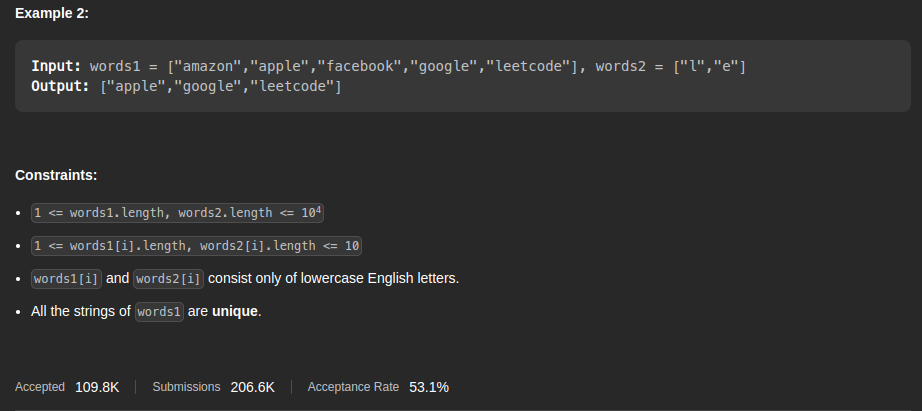 Example 2:
Input: words1 = ["amazon","apple","facebook","google","leetcode"], words2 = ["l","e"]
Output: ["apple","google","leetcode"]
Constraints:
• 1 <= words1.length, words2.length <= 10⁴
• 1 <= words1[i].length, words2[i].length <= 10
• words1[i] and words2[i] consist only of lowercase English letters.
• All the strings of words1 are unique.
Accepted 109.8K Submissions 206.6K Acceptance Rate 53.1%